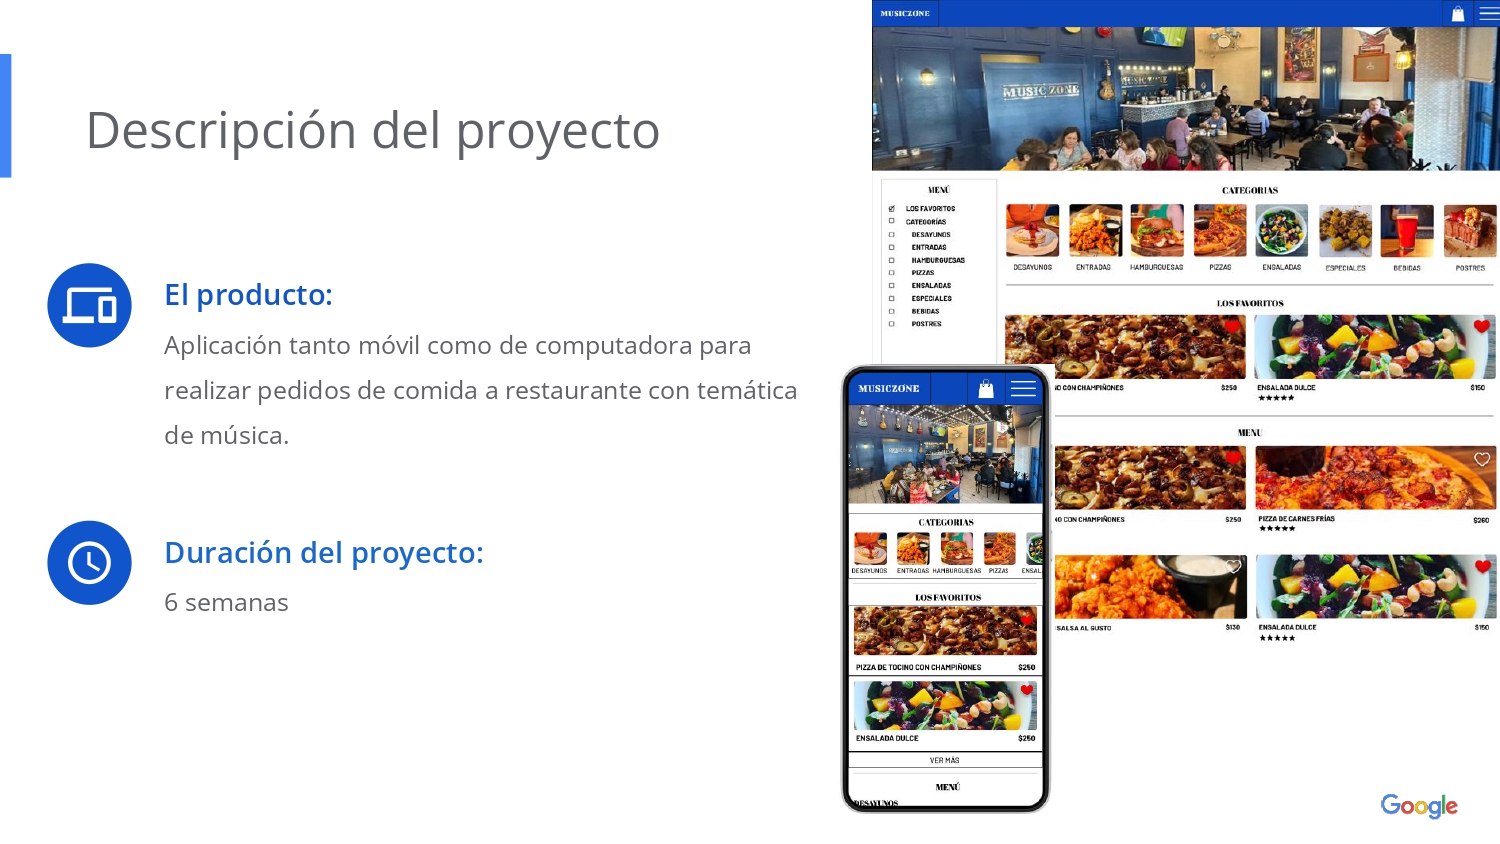 Descripción del proyecto
El producto:
Aplicación tanto móvil como de computadora para
realizar pedidos de comida a restaurante con temática
de música.
Duración del proyecto:
6 semanas
MUSICZONE
MUSIC ZONE
MUSIC ZONE
MENÚ
LOS FAVORITOS
CATEGORÍAS
DESAYUNOS
ENTRADAS
HAMBURGUESAS
PIZZAS
ENSALADAS
ESPECIALES
BEBIDAS
POSTRES
CATEGORIAS
DESAYUNOS ENTRADAS HAMBURGUESAS PIZZAS ENSALADAS ESPECIALES BEBIDAS POSTRES
LOS FAVORITOS
NO CON CHAMPIÑONES $250
ENSALADA DULCE $150
MENU
NO CON CHAMPIÑONES $250
PIZZA DE CARNES FRÍAS $260
SALSA AL GUSTO $130
ENSALADA DULCE $150
MUSICZONE
CATEGORIAS
DESAYUNOS ENTRADAS HAMBURGUESAS PIZZAS ENSAL
LOS FAVORITOS
PIZZA DE TOCINO CON CHAMPIÑONES $250
ENSALADA DULCE $250
VER MÁS
MENÚ
DESAYUNOS
Google